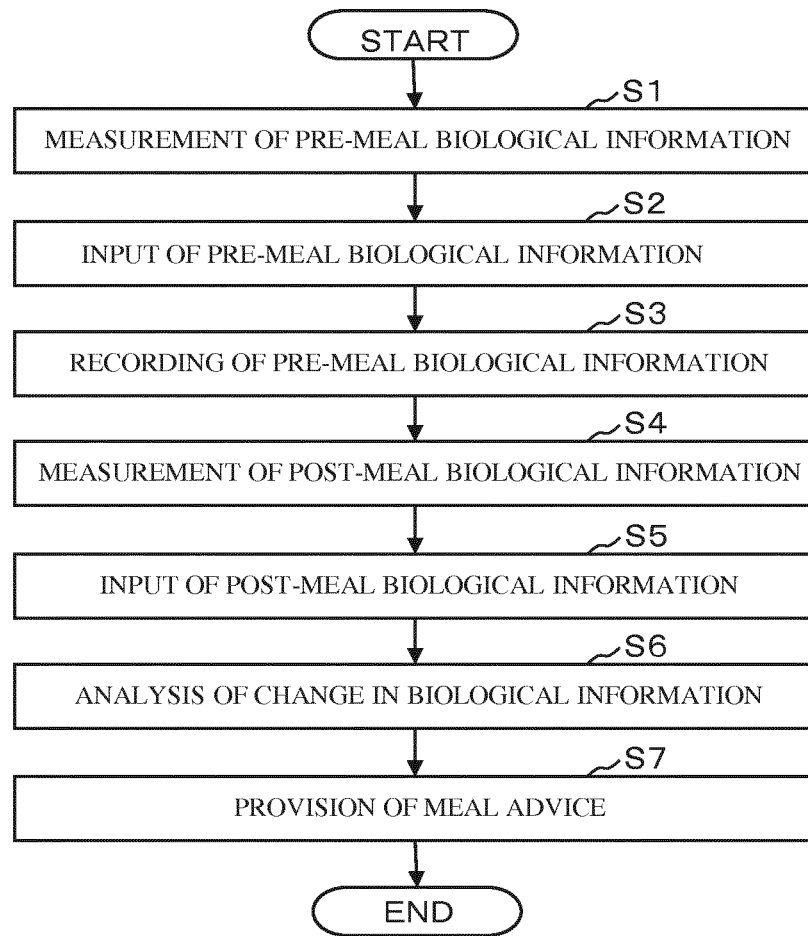 START
S1
MEASUREMENT OF PRE-MEAL BIOLOGICAL INFORMATION
S2
INPUT OF PRE-MEAL BIOLOGICAL INFORMATION
S3
RECORDING OF PRE-MEAL BIOLOGICAL INFORMATION
S4
MEASUREMENT OF POST-MEAL BIOLOGICAL INFORMATION
S5
INPUT OF POST-MEAL BIOLOGICAL INFORMATION
S6
ANALYSIS OF CHANGE IN BIOLOGICAL INFORMATION
S7
PROVISION OF MEAL ADVICE
END